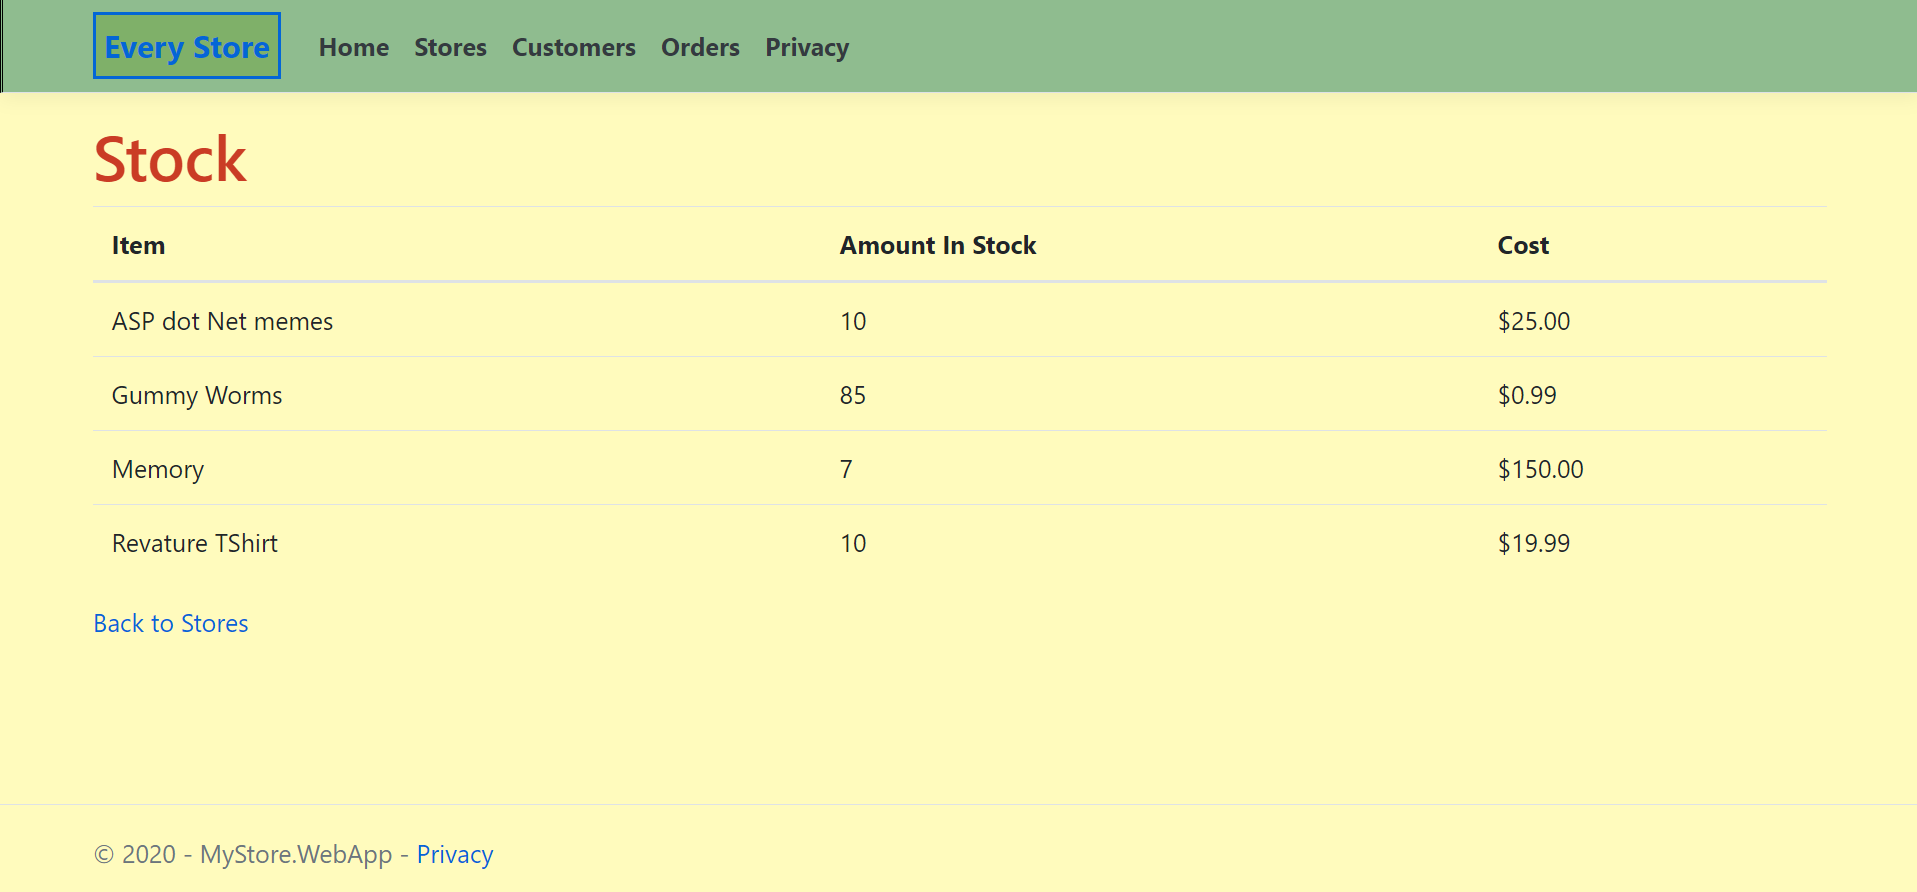 Every Store Home Stores Customers Orders Privacy
Stock
Item Amount In Stock Cost
ASP dot Net memes 10 $25.00
Gummy Worms 85 $0.99
Memory 7 $150.00
Revature TShirt 10 $19.99
Back to Stores
© 2020 - MyStore.WebApp - Privacy